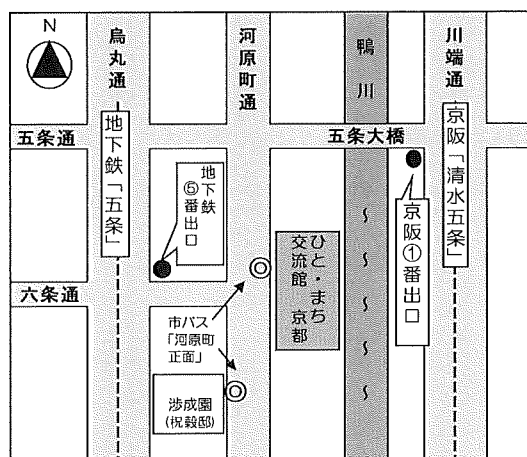 N
烏丸通
河原町通
鴨川
川端通
五条通
五条大橋
地下鉄「五条」
地下鉄
⑤番出口
京阪「清水五条」
京阪①番出口
ひと・まち
交流館 京都
六条通
市バス
「河原町
正面」
渉成園
(枳殻邸)